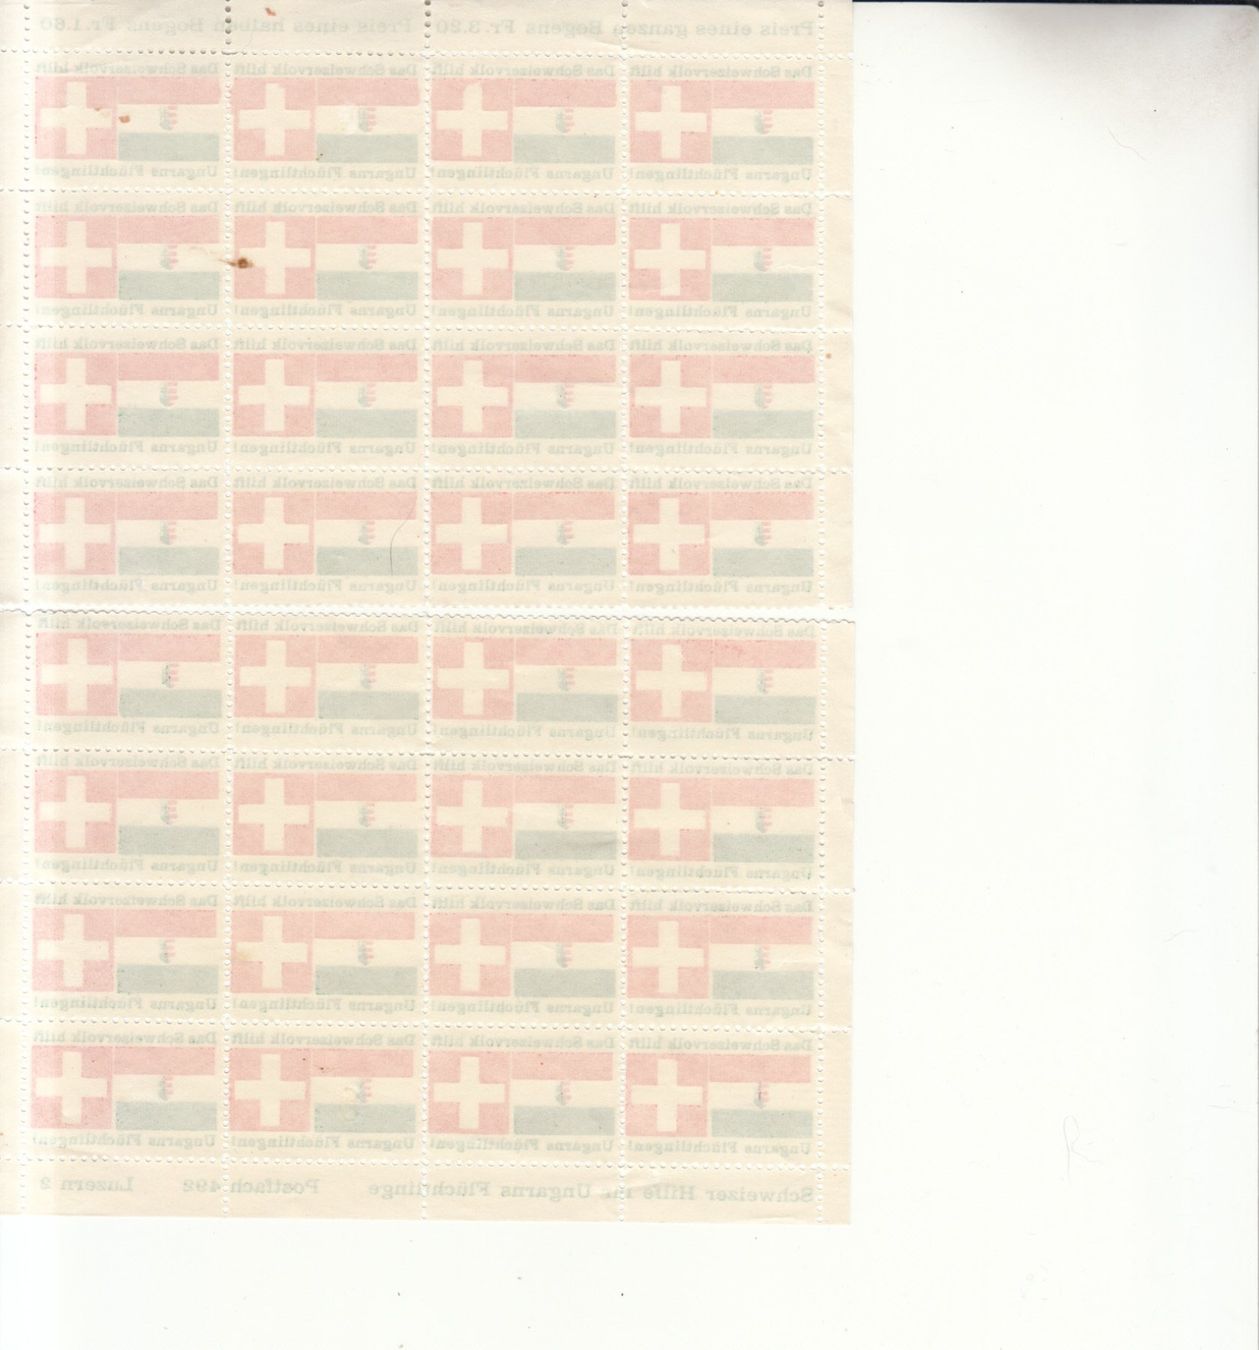 Preis eines ganzen Bogens Fr. 3.20 Preis eines halben Bogens Fr. 1.60
Das Schweizervolk hilft Das Schweizervolk hilft Das Schweizervolk hilft Das Schweizervolk hilft
Ungarns Flüchtlingen! Ungarns Flüchtlingen! Ungarns Flüchtlingen! Ungarns Flüchtlingen!
Das Schweizervolk hilft Das Schweizervolk hilft Das Schweizervolk hilft Das Schweizervolk hilft
Ungarns Flüchtlingen! Ungarns Flüchtlingen! Ungarns Flüchtlingen! Ungarns Flüchtlingen!
Das Schweizervolk hilft Das Schweizervolk hilft Das Schweizervolk hilft Das Schweizervolk hilft
Ungarns Flüchtlingen! Ungarns Flüchtlingen! Ungarns Flüchtlingen! Ungarns Flüchtlingen!
Das Schweizervolk hilft Das Schweizervolk hilft Das Schweizervolk hilft Das Schweizervolk hilft
Ungarns Flüchtlingen! Ungarns Flüchtlingen! Ungarns Flüchtlingen! Ungarns Flüchtlingen!
Das Schweizervolk hilft Das Schweizervolk hilft Das Schweizervolk hilft Das Schweizervolk hilft
Ungarns Flüchtlingen! Ungarns Flüchtlingen! Ungarns Flüchtlingen! Ungarns Flüchtlingen!
Das Schweizervolk hilft Das Schweizervolk hilft Das Schweizervolk hilft Das Schweizervolk hilft
Ungarns Flüchtlingen! Ungarns Flüchtlingen! Ungarns Flüchtlingen! Ungarns Flüchtlingen!
Das Schweizervolk hilft Das Schweizervolk hilft Das Schweizervolk hilft Das Schweizervolk hilft
Ungarns Flüchtlingen! Ungarns Flüchtlingen! Ungarns Flüchtlingen! Ungarns Flüchtlingen!
Das Schweizervolk hilft Das Schweizervolk hilft Das Schweizervolk hilft Das Schweizervolk hilft
Ungarns Flüchtlingen! Ungarns Flüchtlingen! Ungarns Flüchtlingen! Ungarns Flüchtlingen!
Schweizer Hilfe für Ungarns Flüchtlinge Postfach 492 Luzern 2